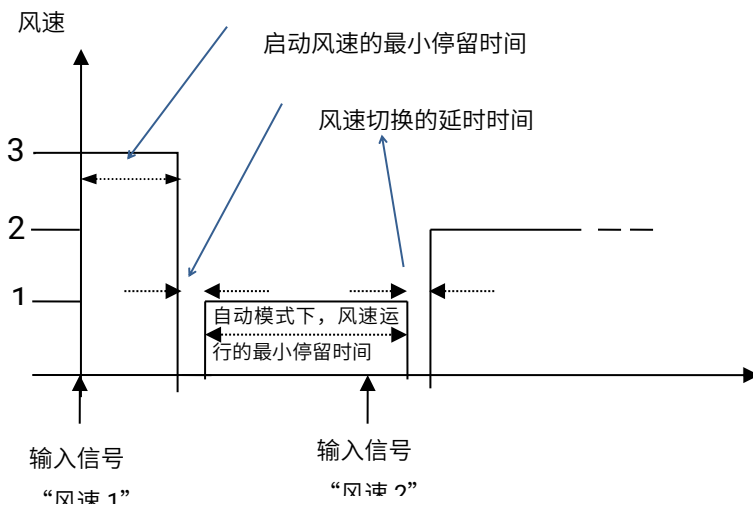 风速
启动风速的最小停留时间
风速切换的延时时间
3
2
1
自动模式下，风速运
行的最小停留时间
输入信号
“风速 1”
输入信号
“风速 2”